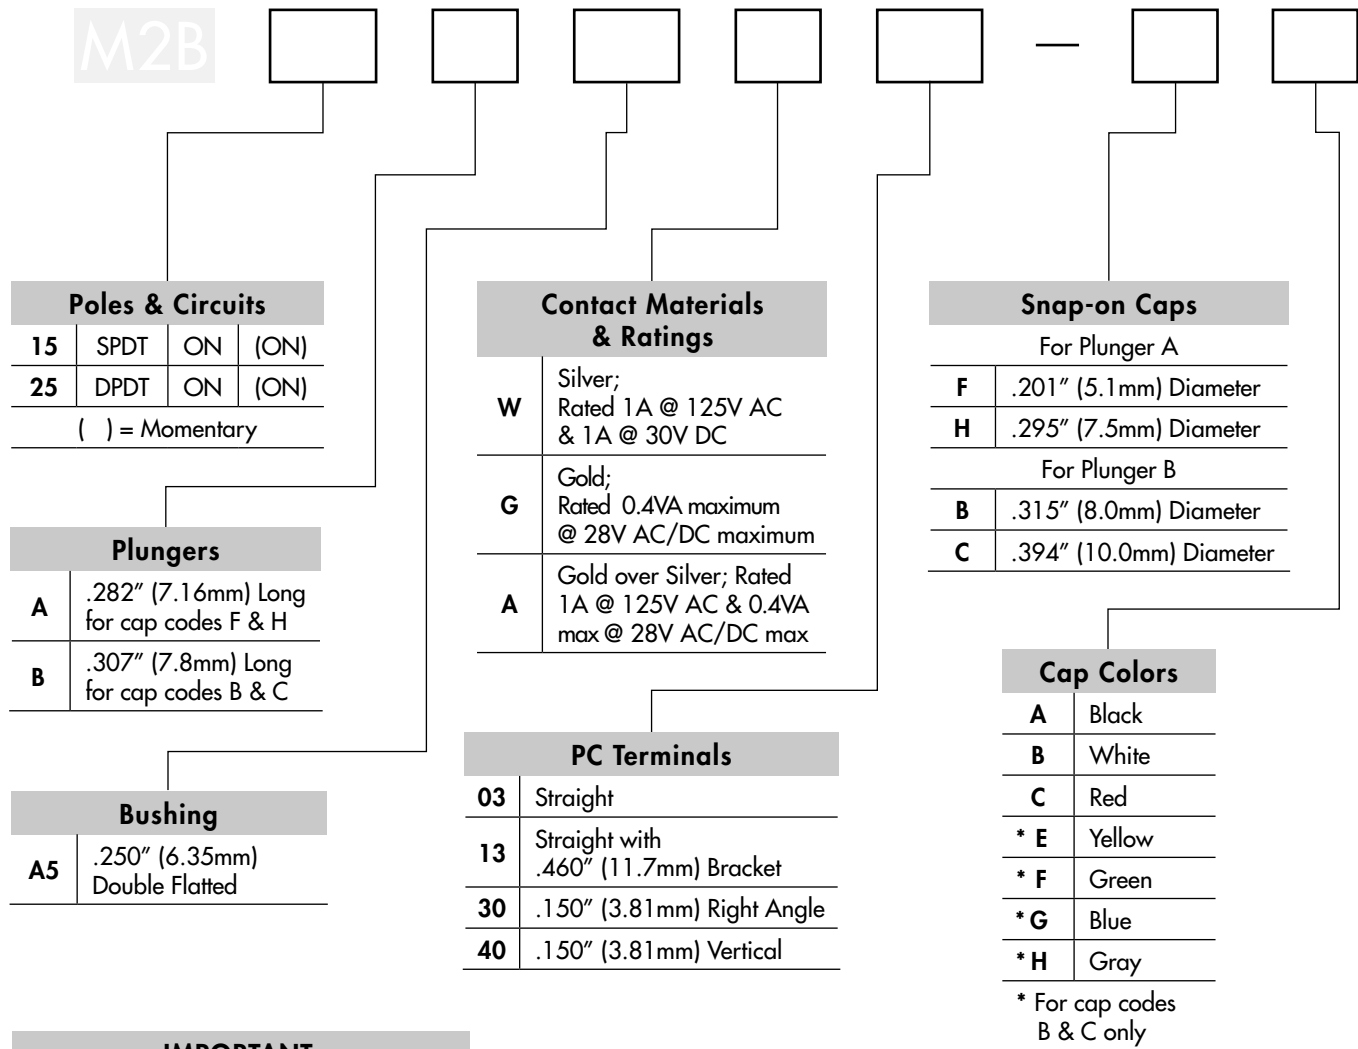 M2B
—
Poles & Circuits
15 SPDT ON (ON)
25 DPDT ON (ON)
( ) = Momentary
Plungers
A .282" (7.16mm) Long
for cap codes F & H
B .307" (7.8mm) Long
for cap codes B & C
Bushing
A5 .250" (6.35mm)
Double Flatted
Contact Materials
& Ratings
W Silver;
Rated 1A @ 125V AC
& 1A @ 30V DC
G Gold;
Rated 0.4VA maximum
@ 28V AC/DC maximum
A Gold over Silver; Rated
1A @ 125V AC & 0.4VA
max @ 28V AC/DC max
PC Terminals
03 Straight
13 Straight with
.460" (11.7mm) Bracket
30 .150" (3.81mm) Right Angle
40 .150" (3.81mm) Vertical
Snap-on Caps
For Plunger A
F .201" (5.1mm) Diameter
H .295" (7.5mm) Diameter
For Plunger B
B .315" (8.0mm) Diameter
C .394" (10.0mm) Diameter
Cap Colors
A Black
B White
C Red
* E Yellow
* F Green
* G Blue
* H Gray
* For cap codes
B & C only
IMPORTANT